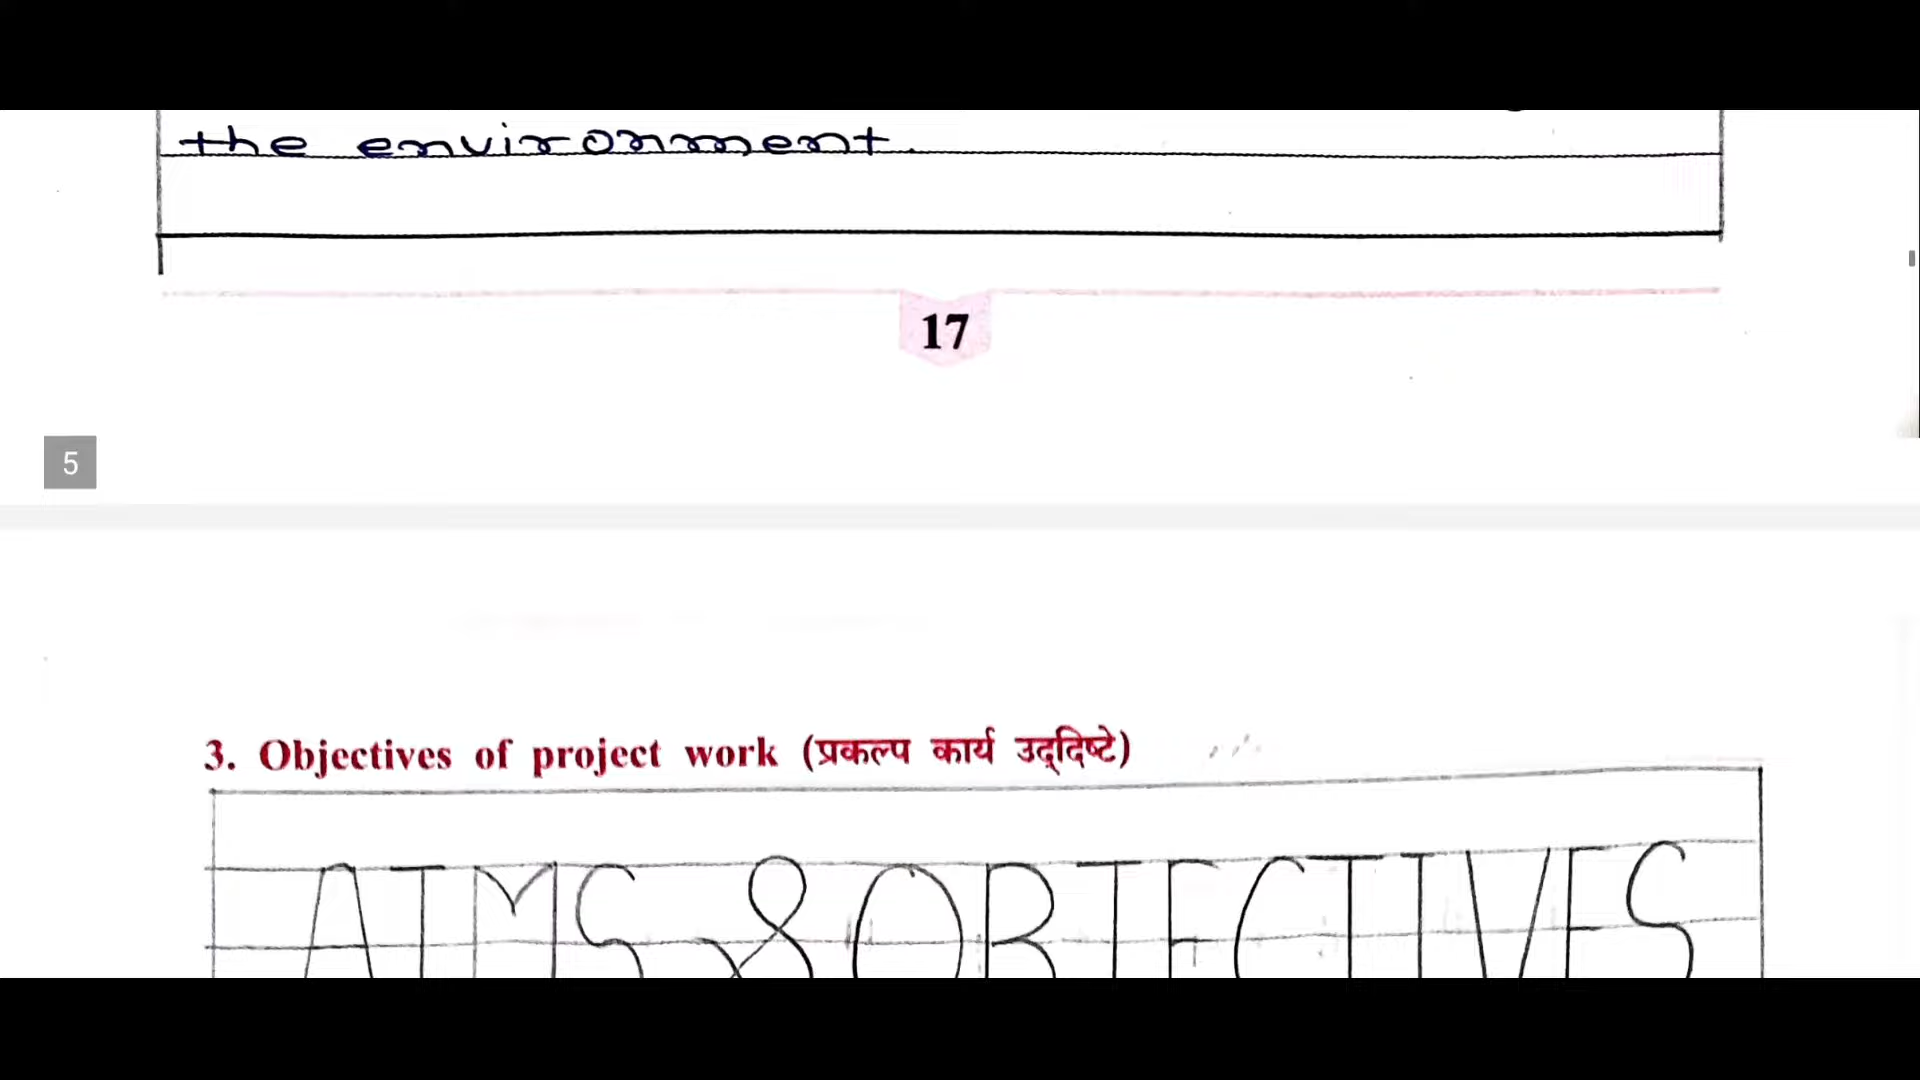 the environment.
17
5
3. Objectives of project work (प्रकल्प कार्य उद्दिष्टे)
AIMS & OBJECTIVES